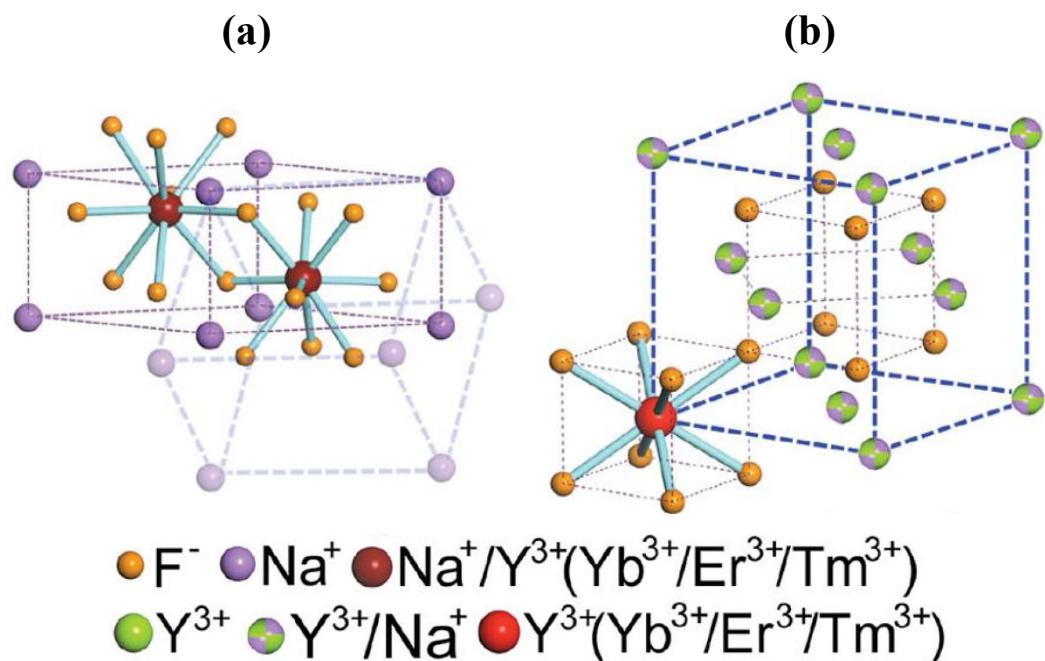 (a) (b)
F⁻ Na⁺ Na⁺/Y³⁺(Yb³⁺/Er³⁺/Tm³⁺)
Y³⁺ Y³⁺/Na⁺ Y³⁺(Yb³⁺/Er³⁺/Tm³⁺)